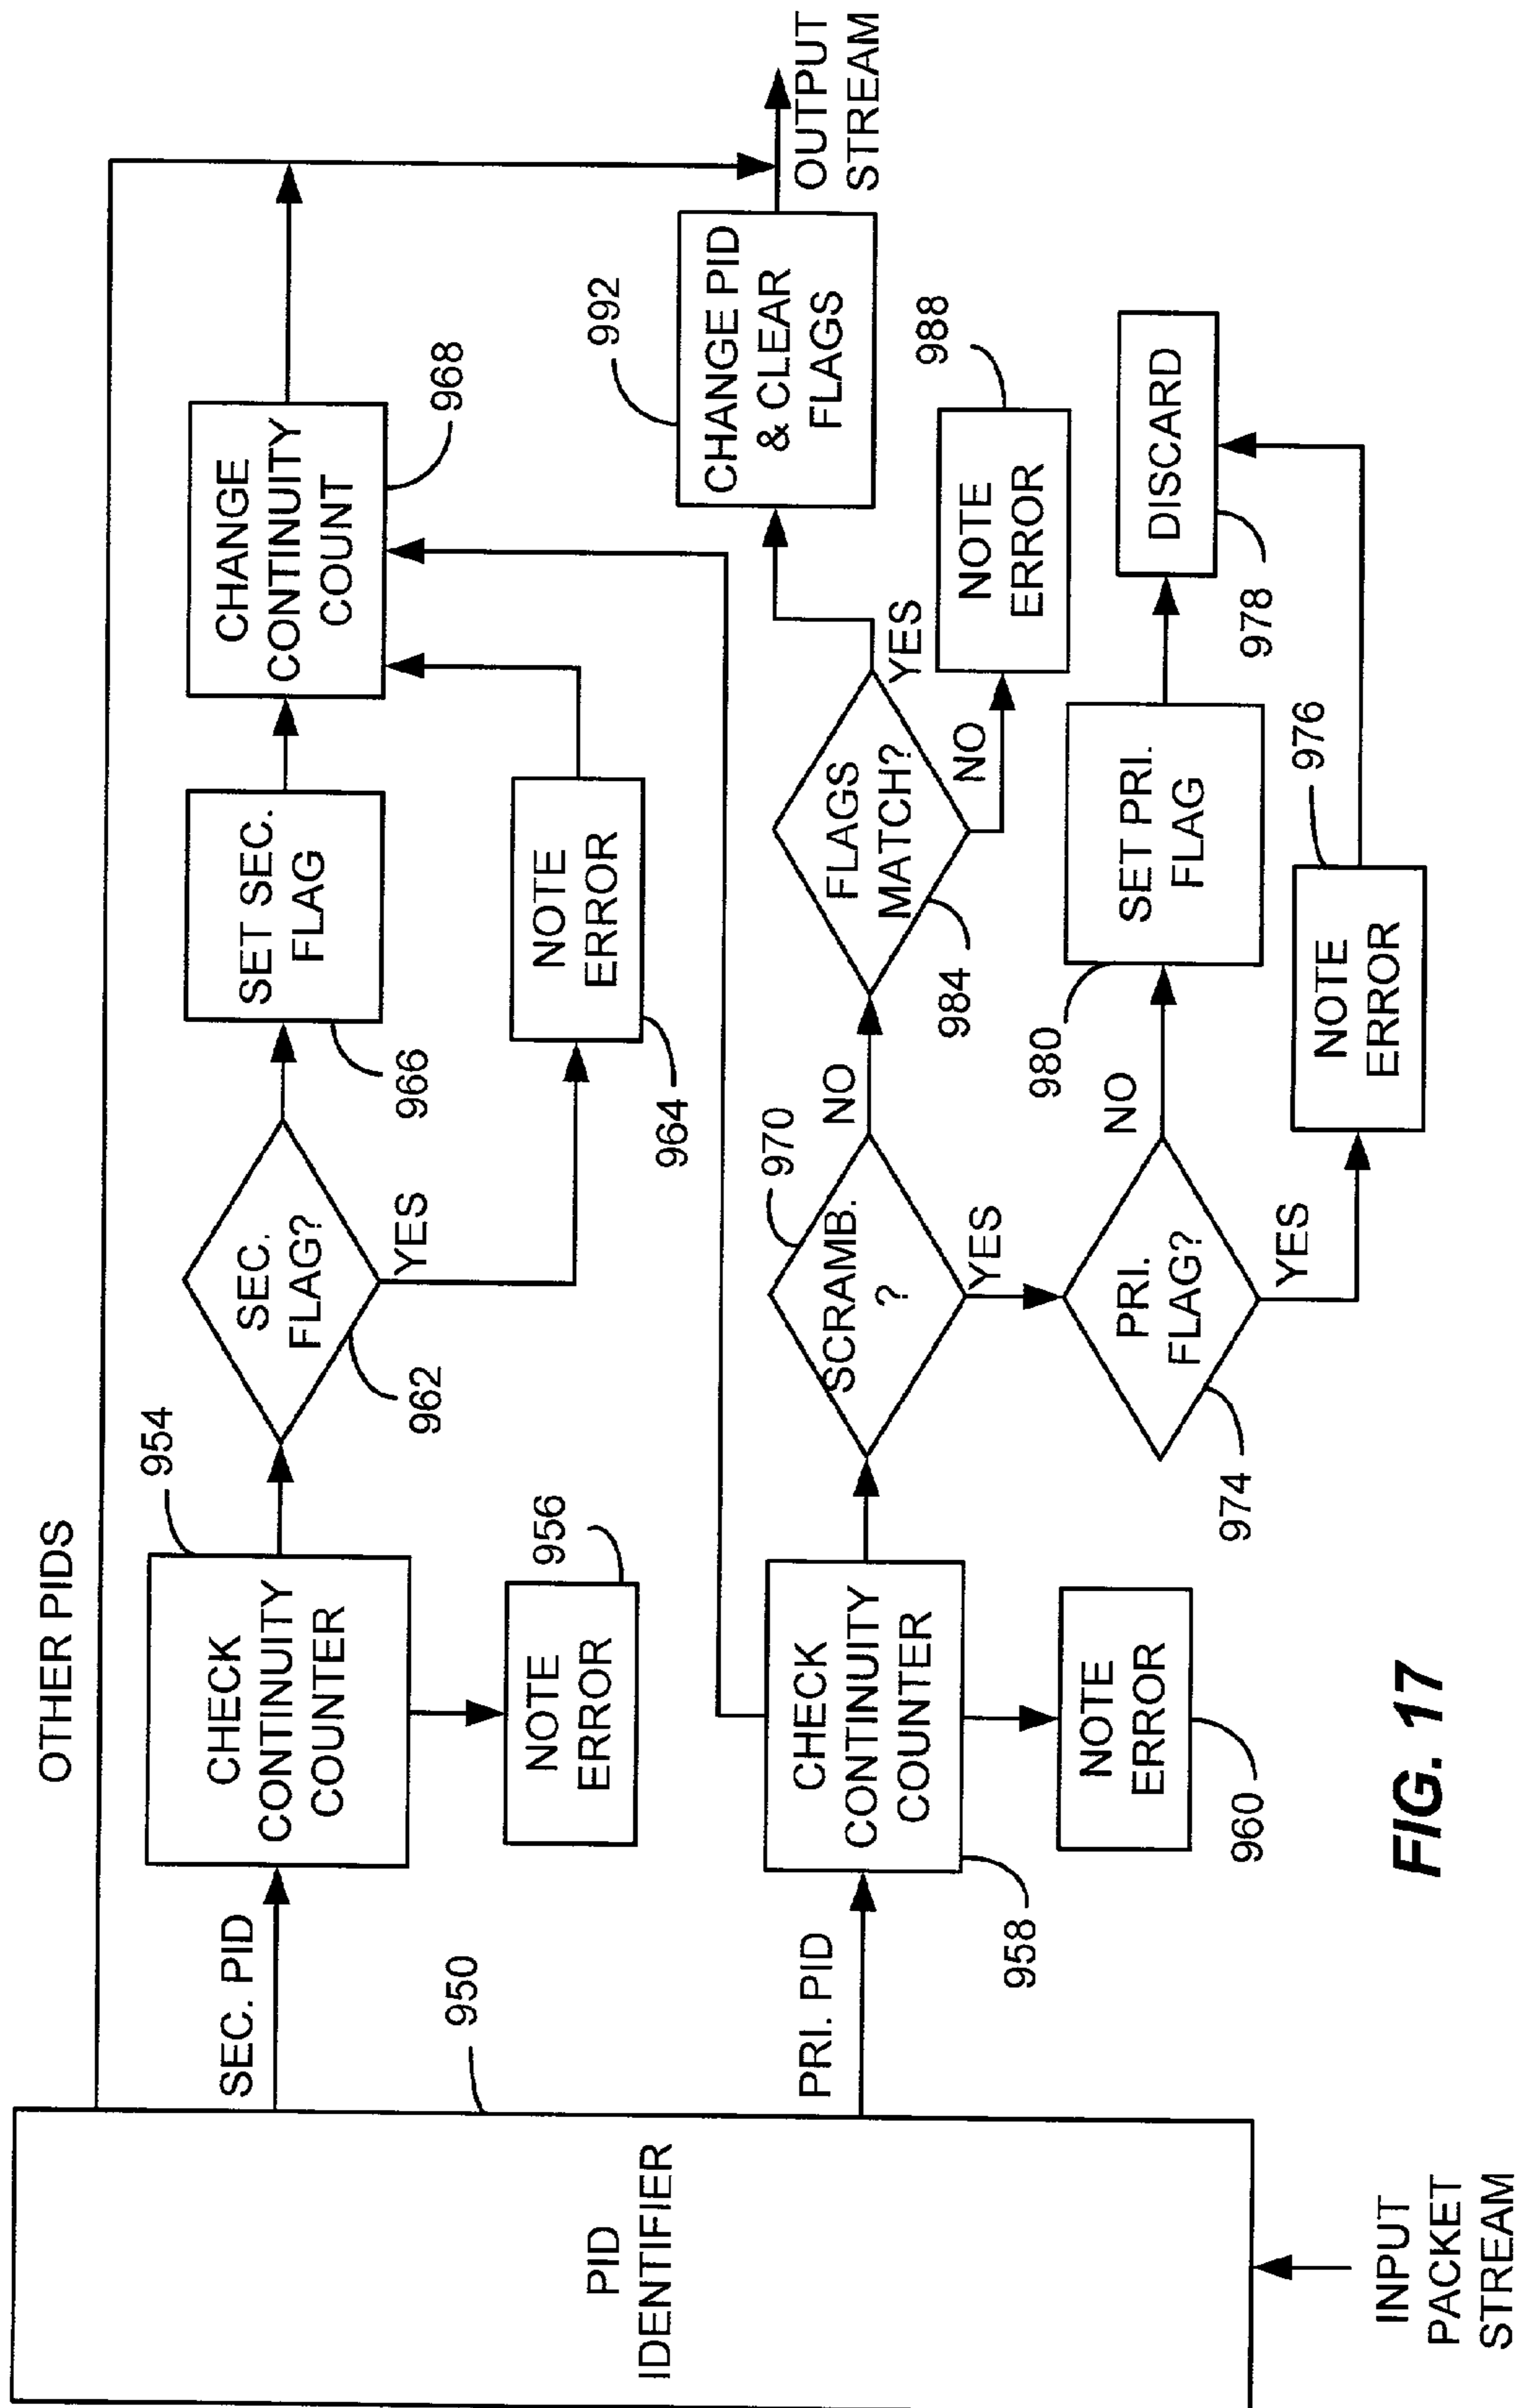 OTHER PIDS
PID
IDENTIFIER
950
INPUT
PACKET
STREAM
SEC. PID
CHECK
CONTINUITY
COUNTER
954
NOTE
ERROR
956
SEC.
FLAG?
962
YES
SET SEC.
FLAG
966
NOTE
ERROR
964
CHANGE
CONTINUITY
COUNT
968
PRI. PID
CHECK
CONTINUITY
COUNTER
958
NOTE
ERROR
960
SCRAMB.
?
970
NO
YES
FLAGS
MATCH?
984
YES
NO
CHANGE PID
& CLEAR
FLAGS
992
OUTPUT
STREAM
NOTE
ERROR
988
PRI.
FLAG?
974
NO
YES
SET PRI.
FLAG
980
DISCARD
978
NOTE
ERROR
976
FIG. 17